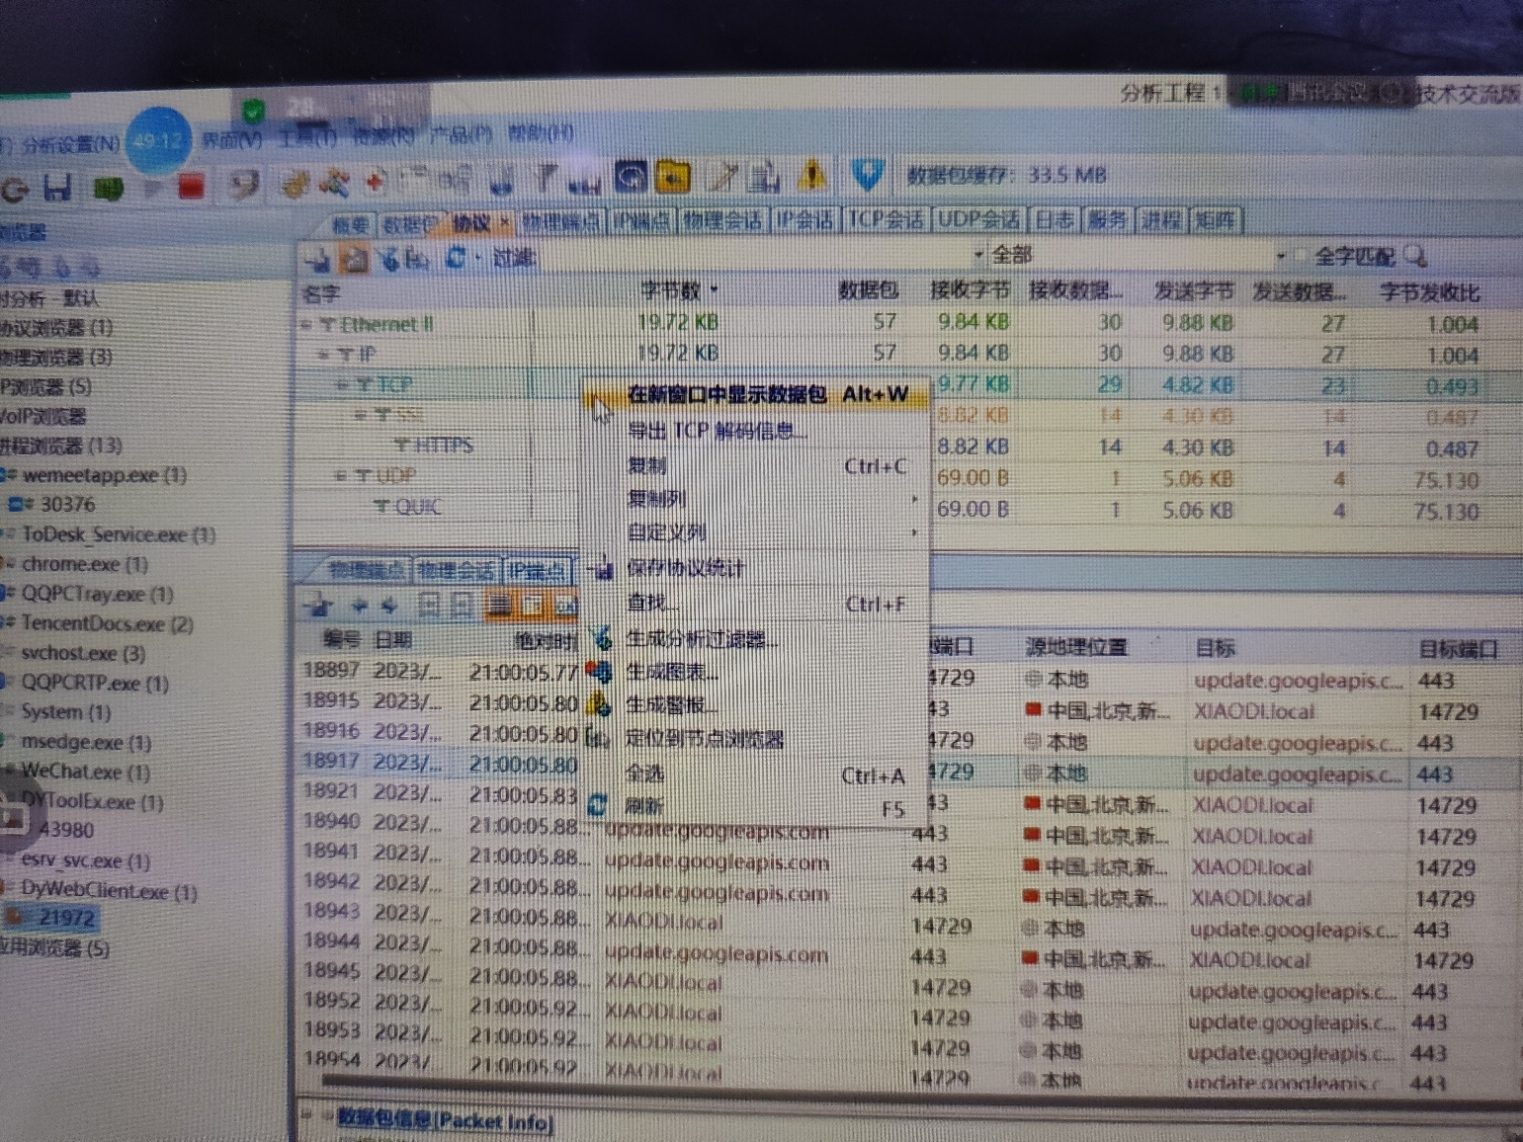 分析工程 1 技术交流版
28
分析设置(N) 49:12 界面(V) 工具(T) 资源(R) 产品(P) 帮助(H)
数据包缓存：33.5 MB
浏览器
概要 数据包 协议 × 物理端点 IP端点 物理会话 IP会话 TCP会话 UDP会话 日志 服务 进程 矩阵
过滤: 全部 全字匹配
名字 字节数 数据包 接收字节 接收数据... 发送字节 发送数据... 字节发收比
Ethernet II 19.72 KB 57 9.84 KB 30 9.88 KB 27 1.004
IP 19.72 KB 57 9.84 KB 30 9.88 KB 27 1.004
TCP 9.77 KB 29 4.82 KB 23 0.493
SSL 8.82 KB 14 4.30 KB 14 0.487
HTTPS 8.82 KB 14 4.30 KB 14 0.487
UDP 69.00 B 1 5.06 KB 4 75.130
QUIC 69.00 B 1 5.06 KB 4 75.130
时分析 - 默认
协议浏览器 (1)
物理浏览器 (3)
IP浏览器 (5)
VoIP浏览器
进程浏览器 (13)
wemeetapp.exe (1)
30376
ToDesk_Service.exe (1)
chrome.exe (1)
QQPCTray.exe (1)
TencentDocs.exe (2)
svchost.exe (3)
QQPCRTP.exe (1)
System (1)
msedge.exe (1)
WeChat.exe (1)
DYToolEx.exe (1)
43980
esrv_svc.exe (1)
DyWebClient.exe (1)
21972
应用浏览器 (5)
在新窗口中显示数据包 Alt+W
导出 TCP 解码信息...
复制 Ctrl+C
复制列
自定义列
保存协议统计
查找... Ctrl+F
生成分析过滤器...
生成图表...
生成警报...
定位到节点浏览器
全选 Ctrl+A
刷新 F5
物理端点 物理会话 IP端点
编号 日期 绝对时间 端口 源地理位置 目标 目标端口
18897 2023/... 21:00:05.77 4729 本地 update.googleapis.c... 443
18915 2023/... 21:00:05.80 43 中国,北京,新... XIAODI.local 14729
18916 2023/... 21:00:05.80 4729 本地 update.googleapis.c... 443
18917 2023/... 21:00:05.80 4729 本地 update.googleapis.c... 443
18921 2023/... 21:00:05.83 43 中国,北京,新... XIAODI.local 14729
18940 2023/... 21:00:05.88... update.googleapis.com 443 中国,北京,新... XIAODI.local 14729
18941 2023/... 21:00:05.88... update.googleapis.com 443 中国,北京,新... XIAODI.local 14729
18942 2023/... 21:00:05.88... update.googleapis.com 443 中国,北京,新... XIAODI.local 14729
18943 2023/... 21:00:05.88... XIAODI.local 14729 本地 update.googleapis.c... 443
18944 2023/... 21:00:05.88... update.googleapis.com 443 中国,北京,新... XIAODI.local 14729
18945 2023/... 21:00:05.88... XIAODI.local 14729 本地 update.googleapis.c... 443
18952 2023/... 21:00:05.92... XIAODI.local 14729 本地 update.googleapis.c... 443
18953 2023/... 21:00:05.92... XIAODI.local 14729 本地 update.googleapis.c... 443
18954 2023/... 21:00:05.92... XIAODI.local 14729 本地 update.googleapis.c... 443
数据包信息[Packet Info]